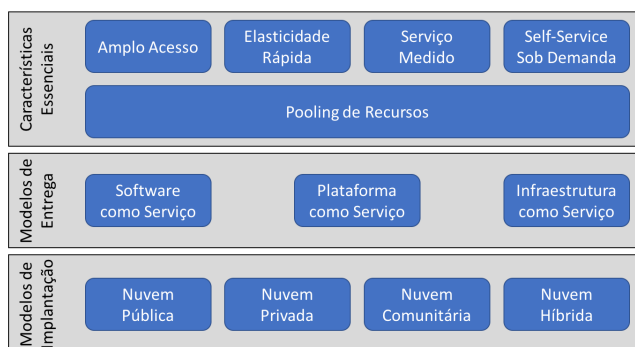 Características
Essenciais
Amplo Acesso
Elasticidade
Rápida
Serviço
Medido
Self-Service
Sob Demanda
Pooling de Recursos
Modelos de
Entrega
Software
como Serviço
Plataforma
como Serviço
Infraestrutura
como Serviço
Modelos de
Implantação
Nuvem
Pública
Nuvem
Privada
Nuvem
Comunitária
Nuvem
Híbrida